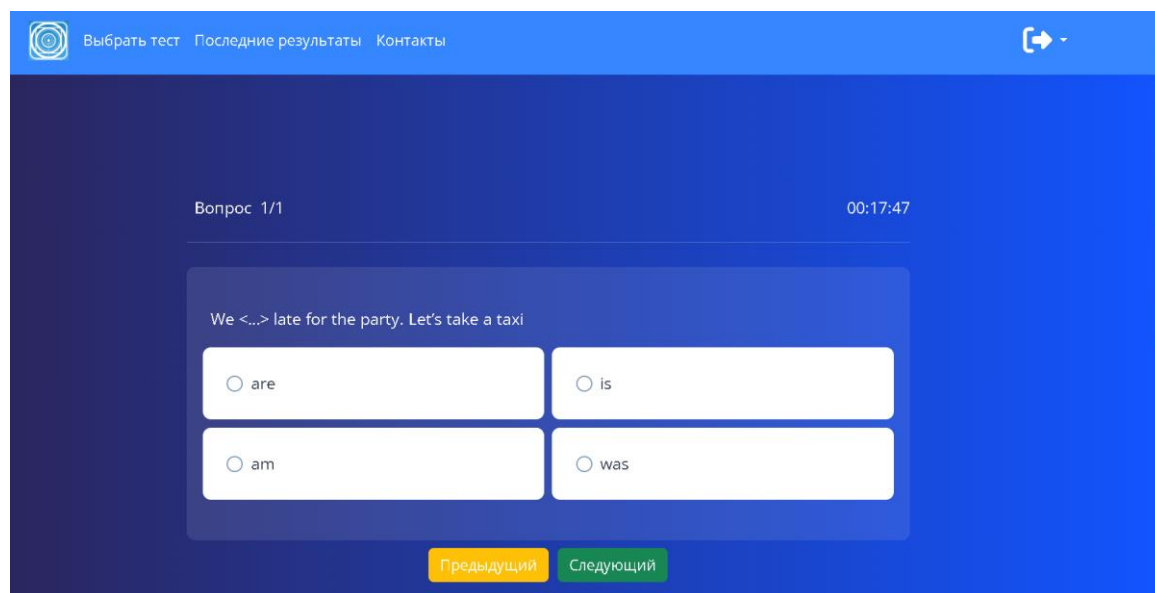 Выбрать тест Последние результаты Контакты
Вопрос 1/1
00:17:47
We <...> late for the party. Let’s take a taxi
are
is
am
was
Предыдущий
Следующий